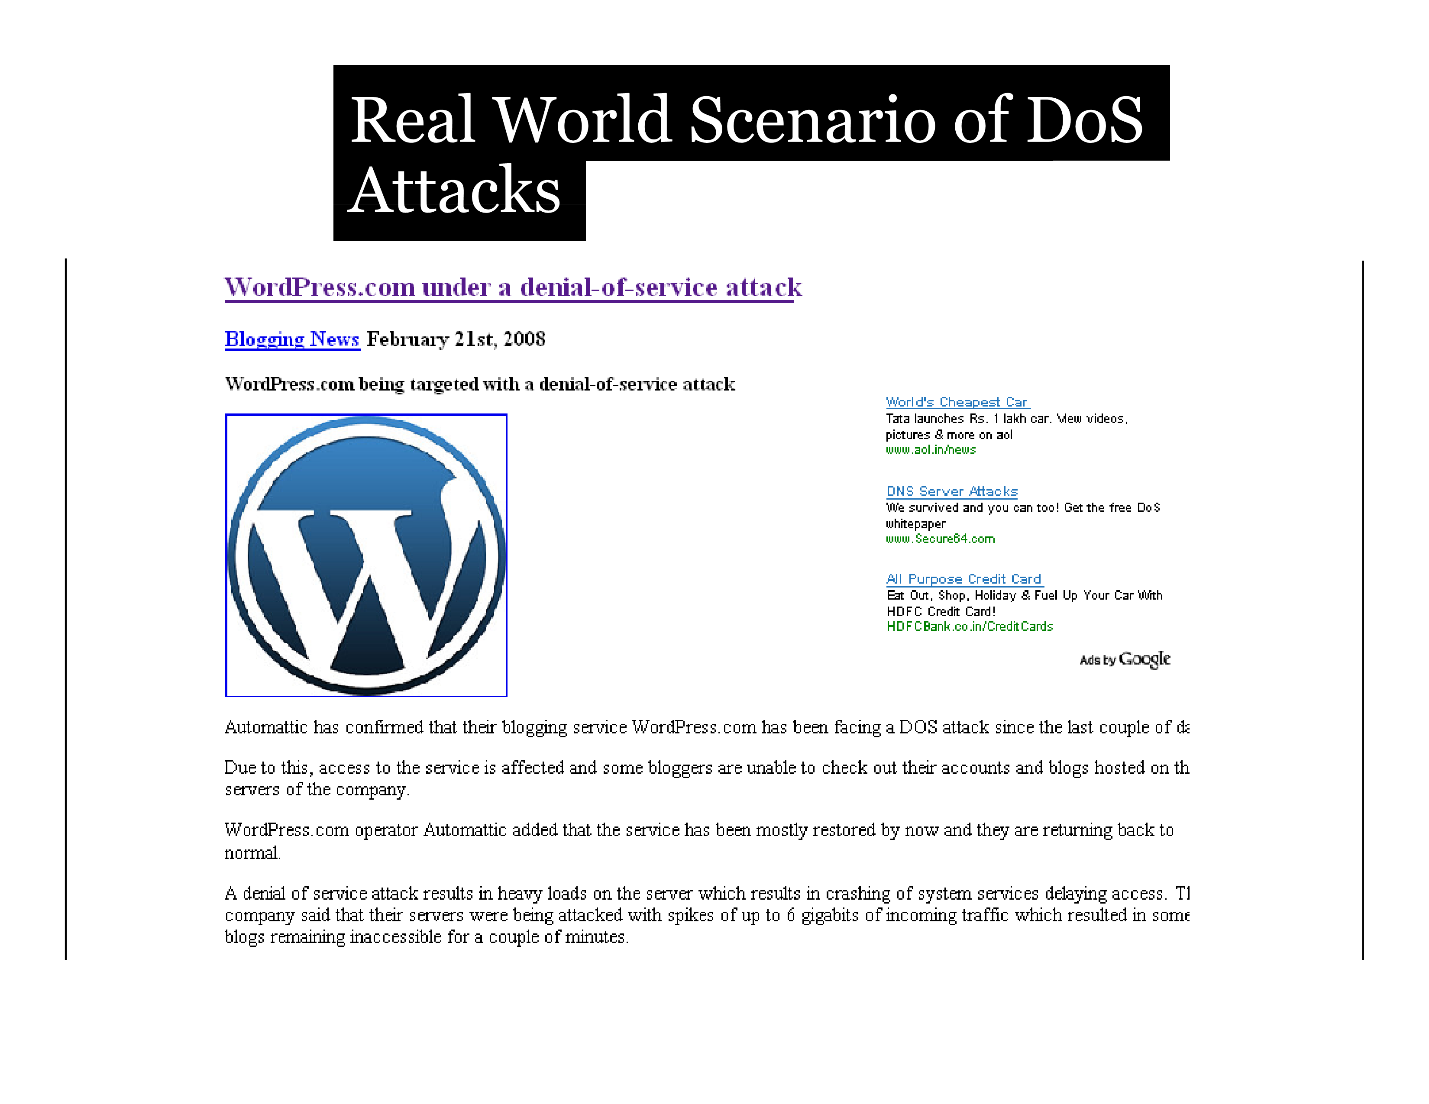 Real World Scenario of DoS
Attacks
WordPress.com under a denial-of-service attack
Blogging News February 21st, 2008
WordPress.com being targeted with a denial-of-service attack
World's Cheapest Car
Tata launches Rs. 1 lakh car. View videos,
pictures & more on aol
www.aol.in/news
DNS Server Attacks
We survived and you can too! Get the free DoS
whitepaper
www.Secure64.com
All Purpose Credit Card
Eat Out, Shop, Holiday & Fuel Up Your Car With
HDFC Credit Card!
HDFCBank.co.in/CreditCards
Ads by Google
Automattic has confirmed that their blogging service WordPress.com has been facing a DOS attack since the last couple of
Due to this, access to the service is affected and some bloggers are unable to check out their accounts and blogs hosted on
servers of the company.
WordPress.com operator Automattic added that the service has been mostly restored by now and they are returning back to
normal.
A denial of service attack results in heavy loads on the server which results in crashing of system services delaying access.
company said that their servers were being attacked with spikes of up to 6 gigabits of incoming traffic which resulted in some
blogs remaining inaccessible for a couple of minutes.